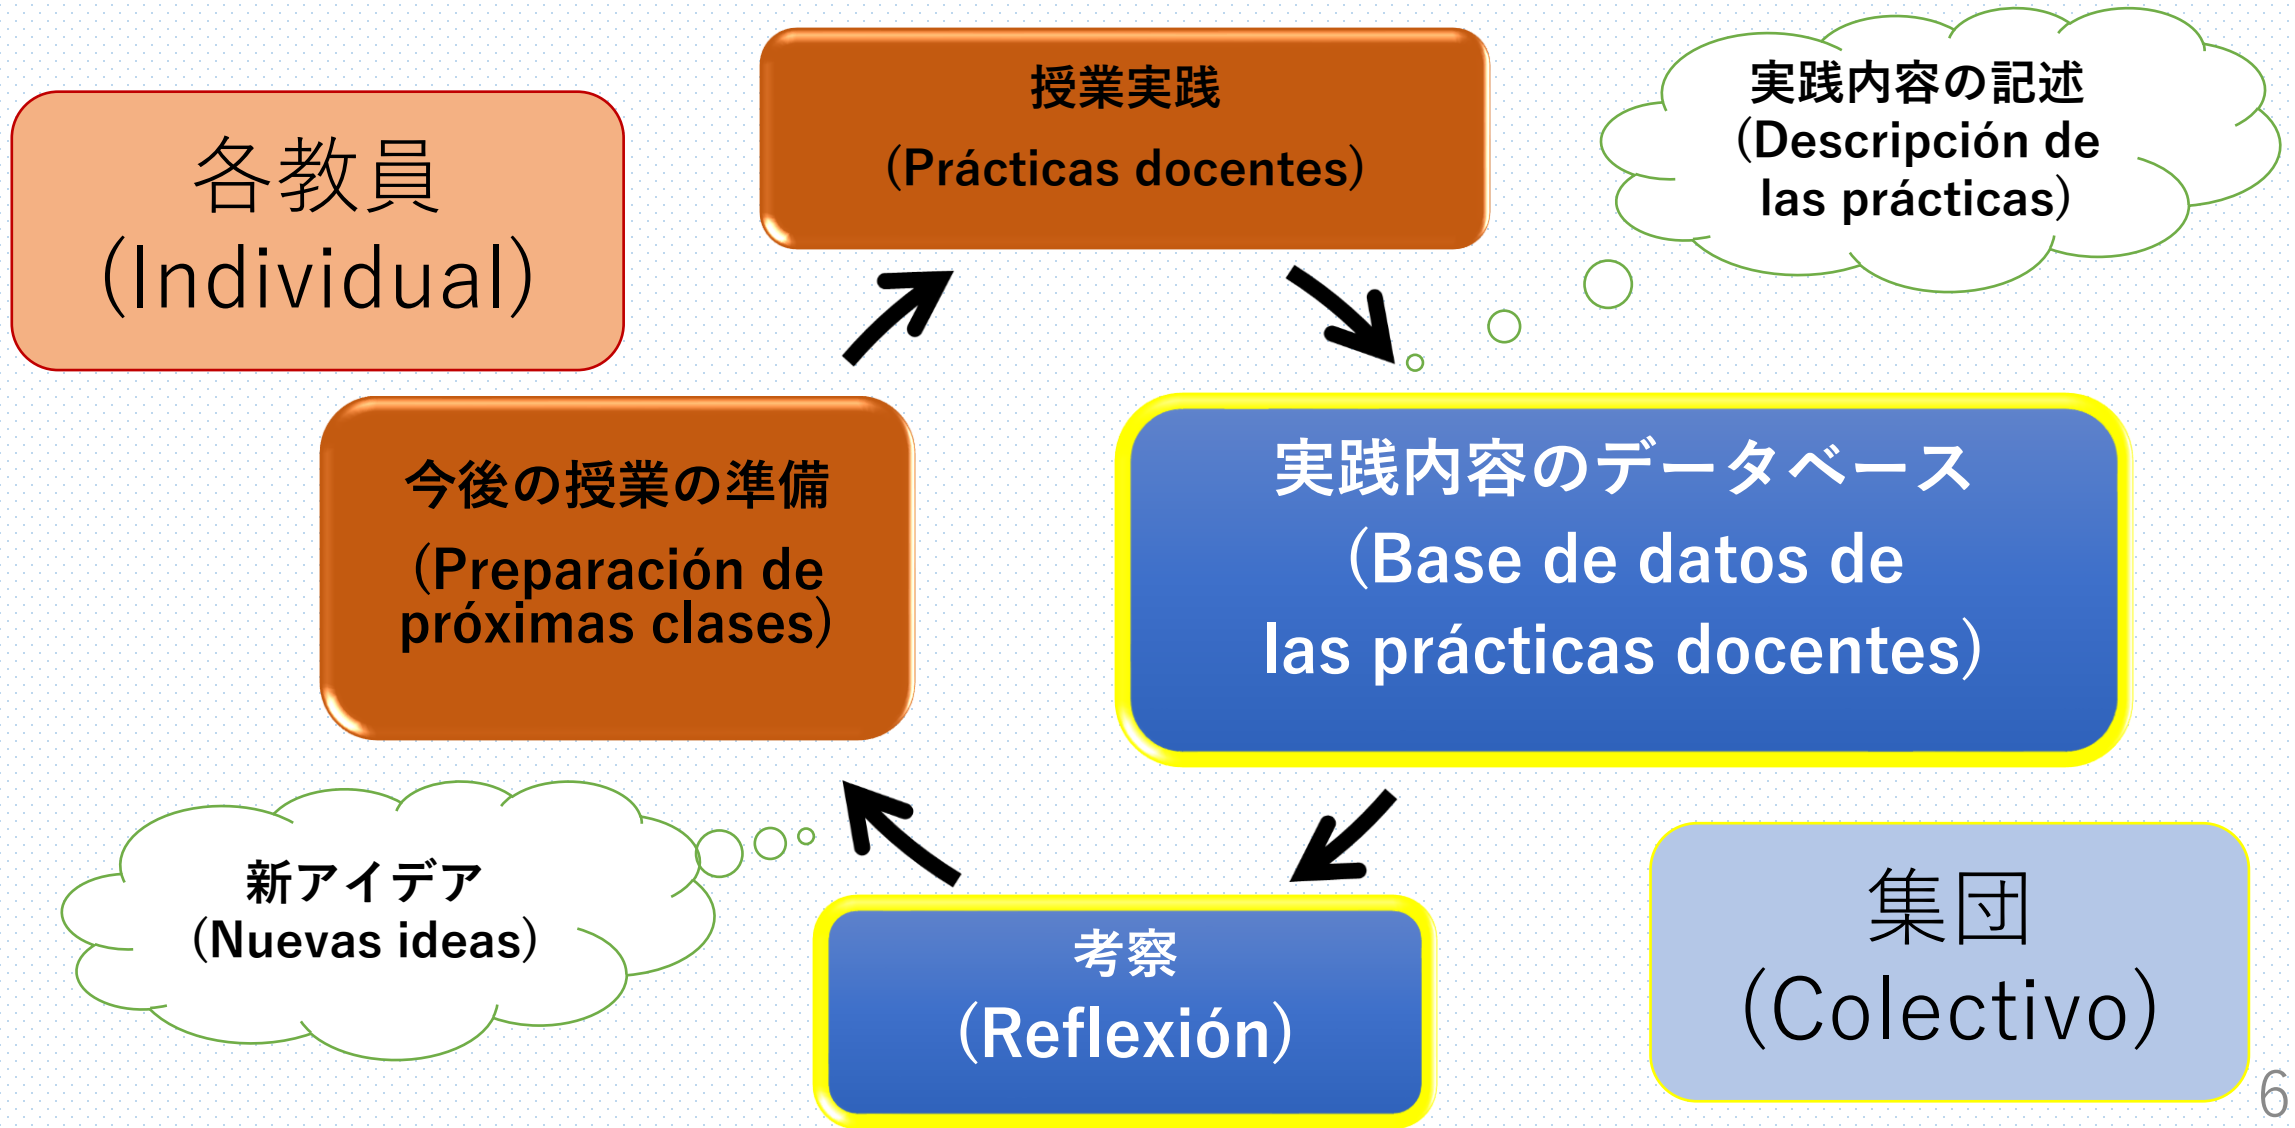 授業実践
(Prácticas docentes)
実践内容の記述
(Descripción de
las prácticas)
各教員
(Individual)
今後の授業の準備
(Preparación de
próximas clases)
実践内容のデータベース
(Base de datos de
las prácticas docentes)
新アイデア
(Nuevas ideas)
考察
(Reflexión)
集団
(Colectivo)
6